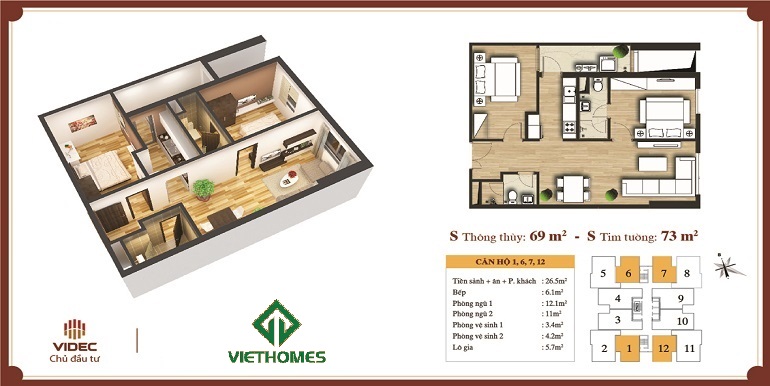 S Thông thủy: 69 m² - S Tim tường: 73 m²
CĂN HỘ 1, 6, 7, 12
Tiền sảnh + ăn + P. khách : 26.5m²
Bếp : 6.1m²
Phòng ngủ 1 : 12.1m²
Phòng ngủ 2 : 11m²
Phòng vệ sinh 1 : 3.4m²
Phòng vệ sinh 2 : 4.2m²
Lô gia : 5.7m²
5 6 7 8
4 9
3 10
2 1 12 11
VIDEC
Chủ đầu tư
VIETHOMES